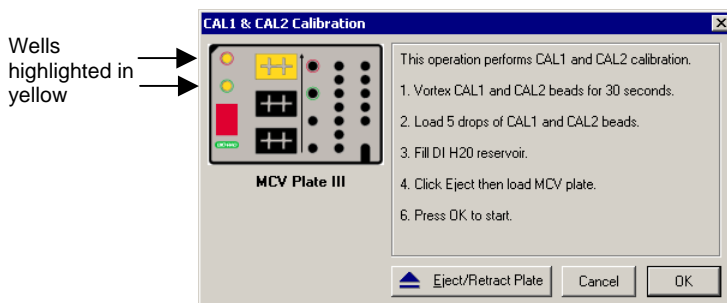 CAL1 & CAL2 Calibration
Wells
highlighted in
yellow
MCV Plate III
This operation performs CAL1 and CAL2 calibration.
1. Vortex CAL1 and CAL2 beads for 30 seconds.
2. Load 5 drops of CAL1 and CAL2 beads.
3. Fill DI H20 reservoir.
4. Click Eject then load MCV plate.
6. Press OK to start.
Eject/Retract Plate
Cancel
OK